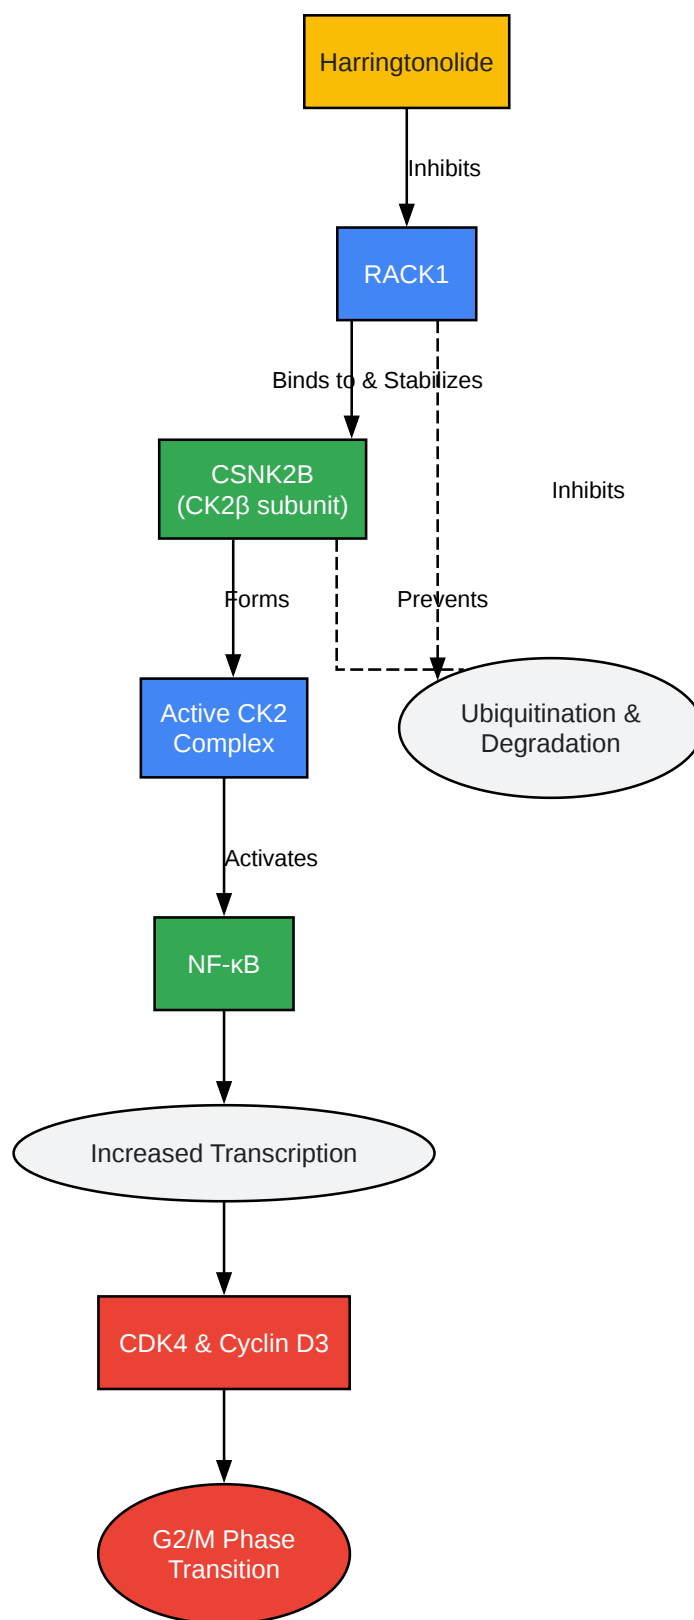 Harringtonolide
Inhibits
RACK1
Binds to & Stabilizes
CSNK2B
(CK2β subunit)
Inhibits
Forms
Prevents
Active CK2
Complex
Ubiquitination &
Degradation
Activates
NF-κB
Increased Transcription
CDK4 & Cyclin D3
G2/M Phase
Transition